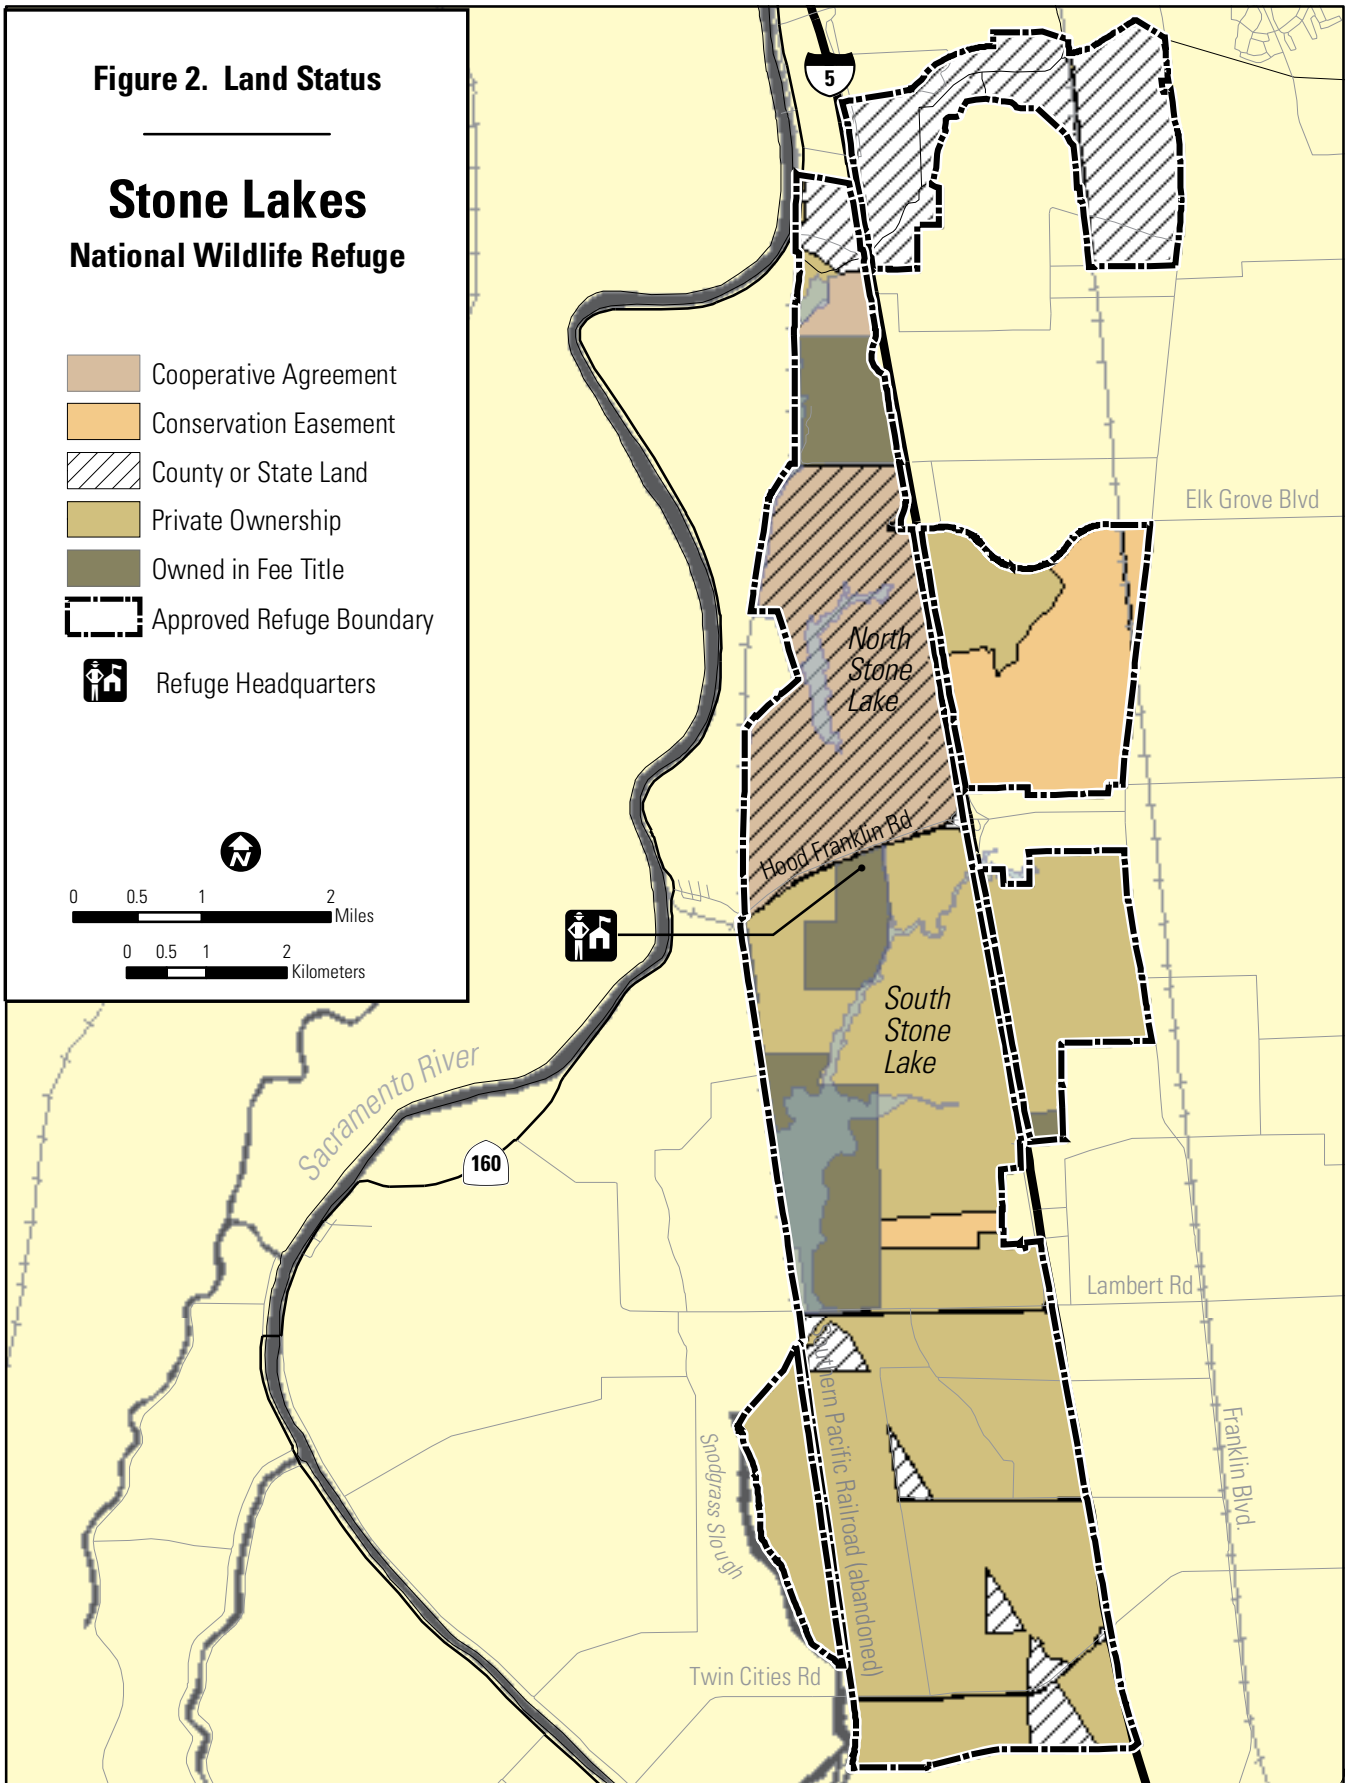 Figure 2. Land Status
Stone Lakes
National Wildlife Refuge
Cooperative Agreement
Conservation Easement
County or State Land
Private Ownership
Owned in Fee Title
Approved Refuge Boundary
Refuge Headquarters
N
0 0.5 1 2
Miles
0 0.5 1 2
Kilometers
5
Elk Grove Blvd
North
Stone
Lake
Hood Franklin Rd
South
Stone
Lake
Sacramento River
160
Lambert Rd
Southern Pacific Railroad (abandoned)
Snodgrass Slough
Franklin Blvd.
Twin Cities Rd